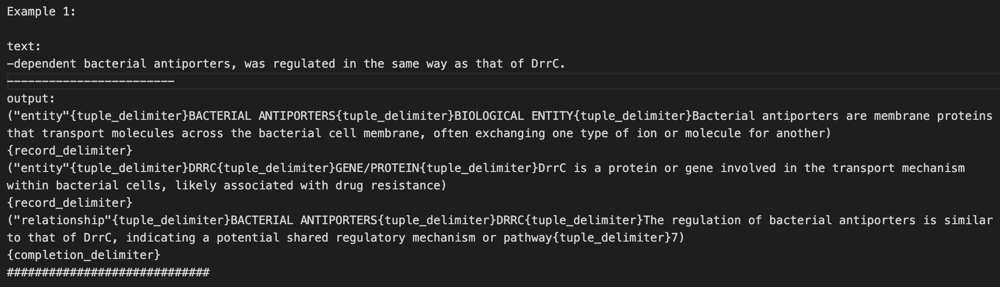 Example 1:
text:
-dependent bacterial antiporters, was regulated in the same way as that of DrrC.
------------------------
output:
("entity"{tuple_delimiter}BACTERIAL ANTIPORTERS{tuple_delimiter}BIOLOGICAL ENTITY{tuple_delimiter}Bacterial antiporters are membrane proteins
that transport molecules across the bacterial cell membrane, often exchanging one type of ion or molecule for another)
{record_delimiter}
("entity"{tuple_delimiter}DRRC{tuple_delimiter}GENE/PROTEIN{tuple_delimiter}DrrC is a protein or gene involved in the transport mechanism
within bacterial cells, likely associated with drug resistance)
{record_delimiter}
("relationship"{tuple_delimiter}BACTERIAL ANTIPORTERS{tuple_delimiter}DRRC{tuple_delimiter}The regulation of bacterial antiporters is similar
to that of DrrC, indicating a potential shared regulatory mechanism or pathway{tuple_delimiter}7)
{completion_delimiter}
#############################